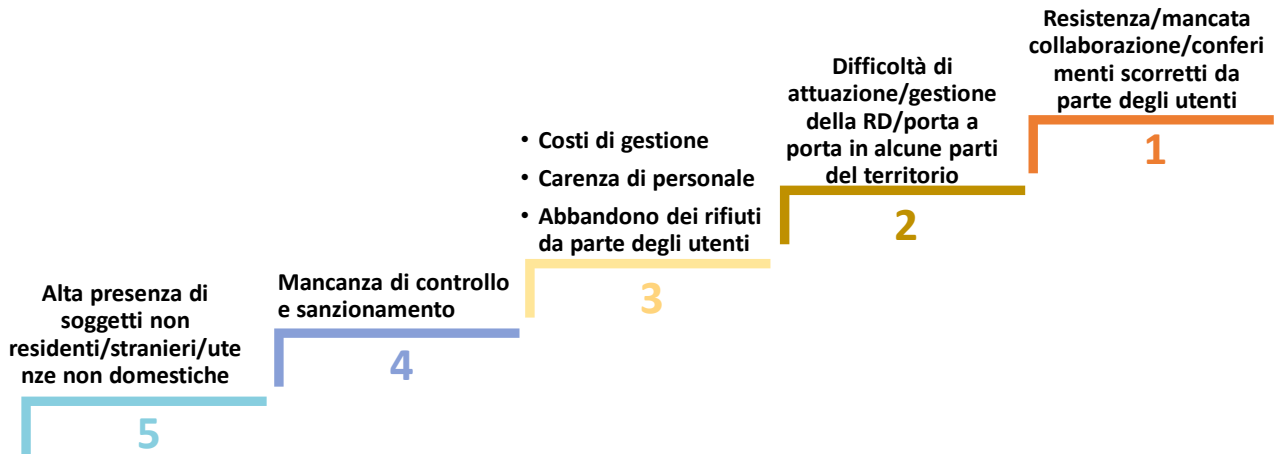 Resistenza/mancata
collaborazione/conferi
menti scorretti da
parte degli utenti
1
Difficoltà di
attuazione/gestione
della RD/porta a
porta in alcune parti
del territorio
2
• Costi di gestione
• Carenza di personale
• Abbandono dei rifiuti
da parte degli utenti
3
Mancanza di controllo
e sanzionamento
4
Alta presenza di
soggetti non
residenti/stranieri/ute
nze non domestiche
5